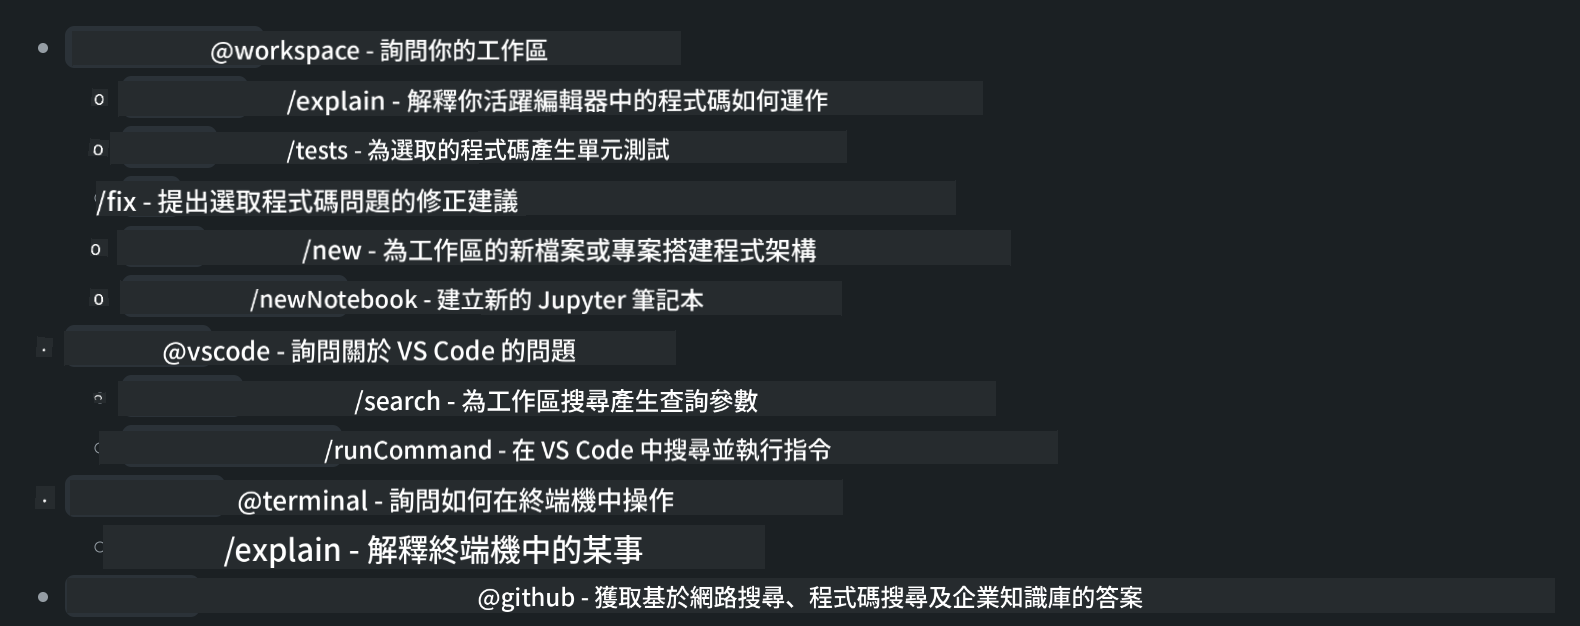 @workspace - 詢問你的工作區
/explain - 解釋你活躍編輯器中的程式碼如何運作
/tests - 為選取的程式碼產生單元測試
/fix - 提出選取程式碼問題的修正建議
/new - 為工作區的新檔案或專案搭建程式架構
/newNotebook - 建立新的 Jupyter 筆記本
@vscode - 詢問關於 VS Code 的問題
/search - 為工作區搜尋產生查詢參數
/runCommand - 在 VS Code 中搜尋並執行指令
@terminal - 詢問如何在終端機中操作
/explain - 解釋終端機中的某事
@github - 獲取基於網路搜尋、程式碼搜尋及企業知識庫的答案